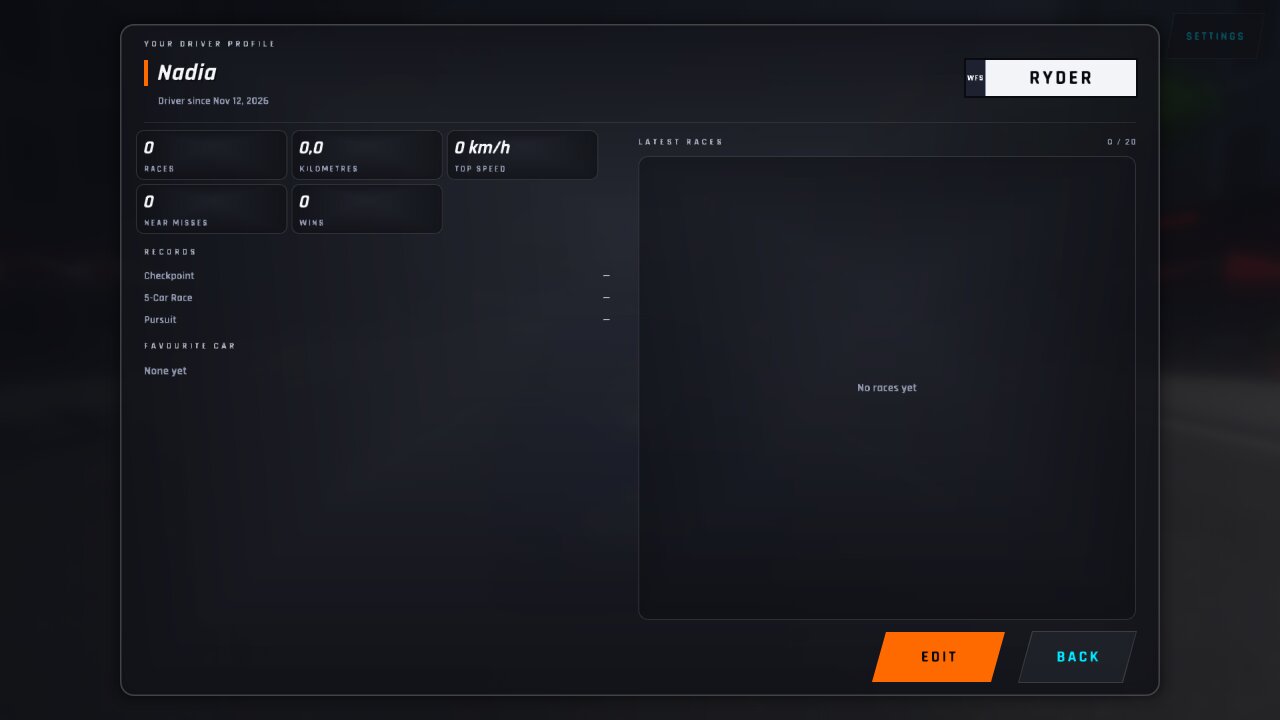 SETTINGS
YOUR DRIVER PROFILE
Nadia
Driver since Nov 12, 2026
WFS RYDER
0
RACES
0,0
KILOMETRES
0 km/h
TOP SPEED
0
NEAR MISSES
0
WINS
RECORDS
Checkpoint –
5-Car Race –
Pursuit –
FAVOURITE CAR
None yet
LATEST RACES 0 / 20
No races yet
EDIT
BACK